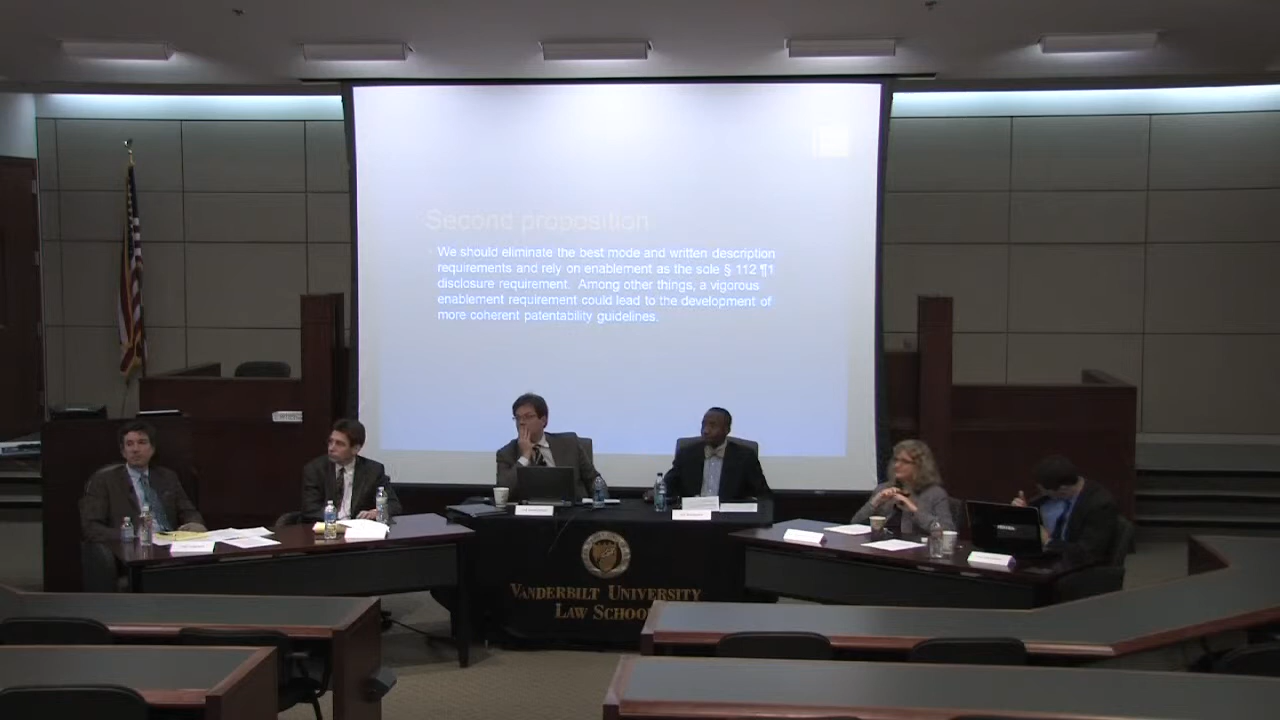 Second proposition
We should eliminate the best mode and written description
requirements and rely on enablement as the sole § 112 ¶1
disclosure requirement. Among other things, a vigorous
enablement requirement could lead to the development of
more coherent patentability guidelines.
VANDERBILT UNIVERSITY
LAW SCHOOL